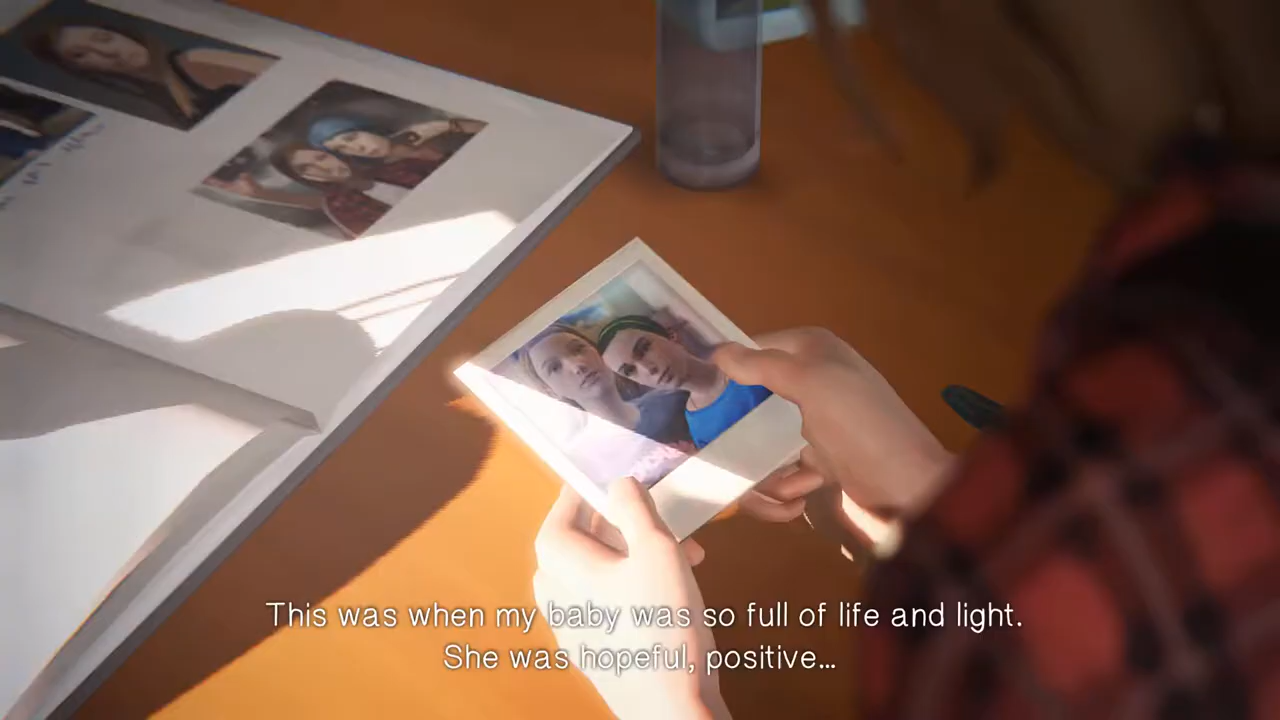 This was when my baby was so full of life and light.
She was hopeful, positive...